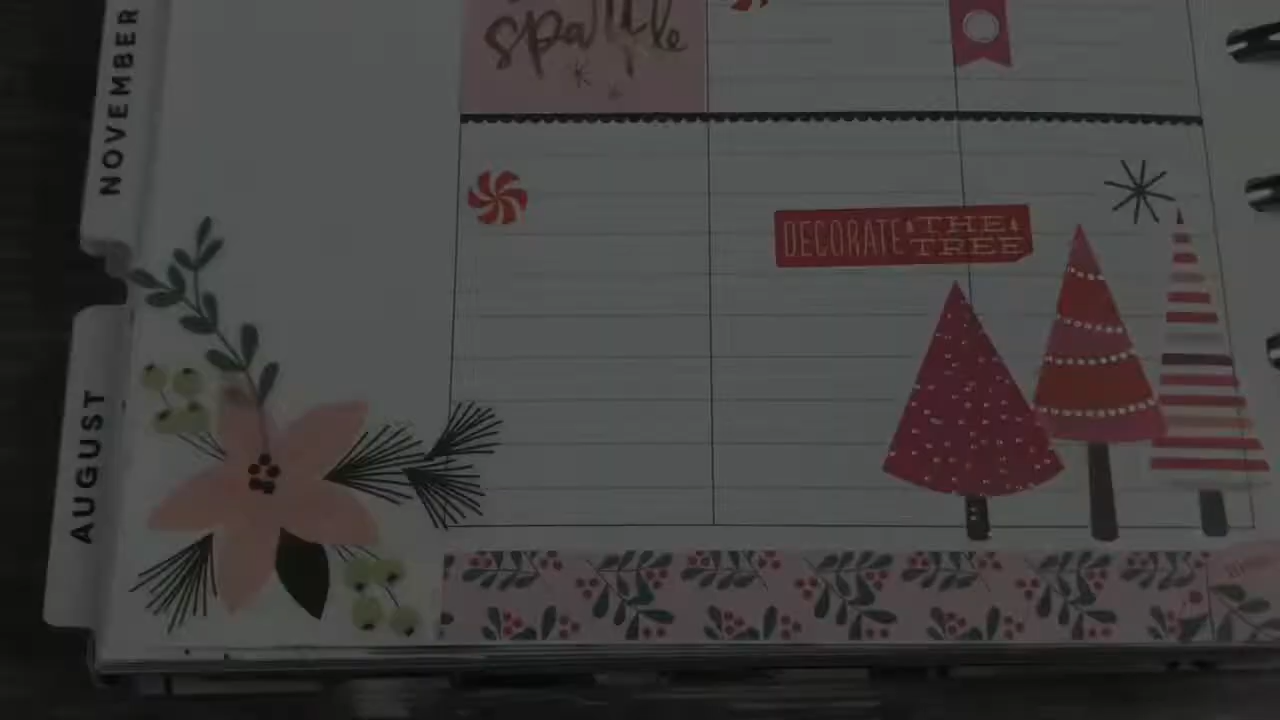 NOVEMBER
sparkle
DECORATE THE
TREE
AUGUST